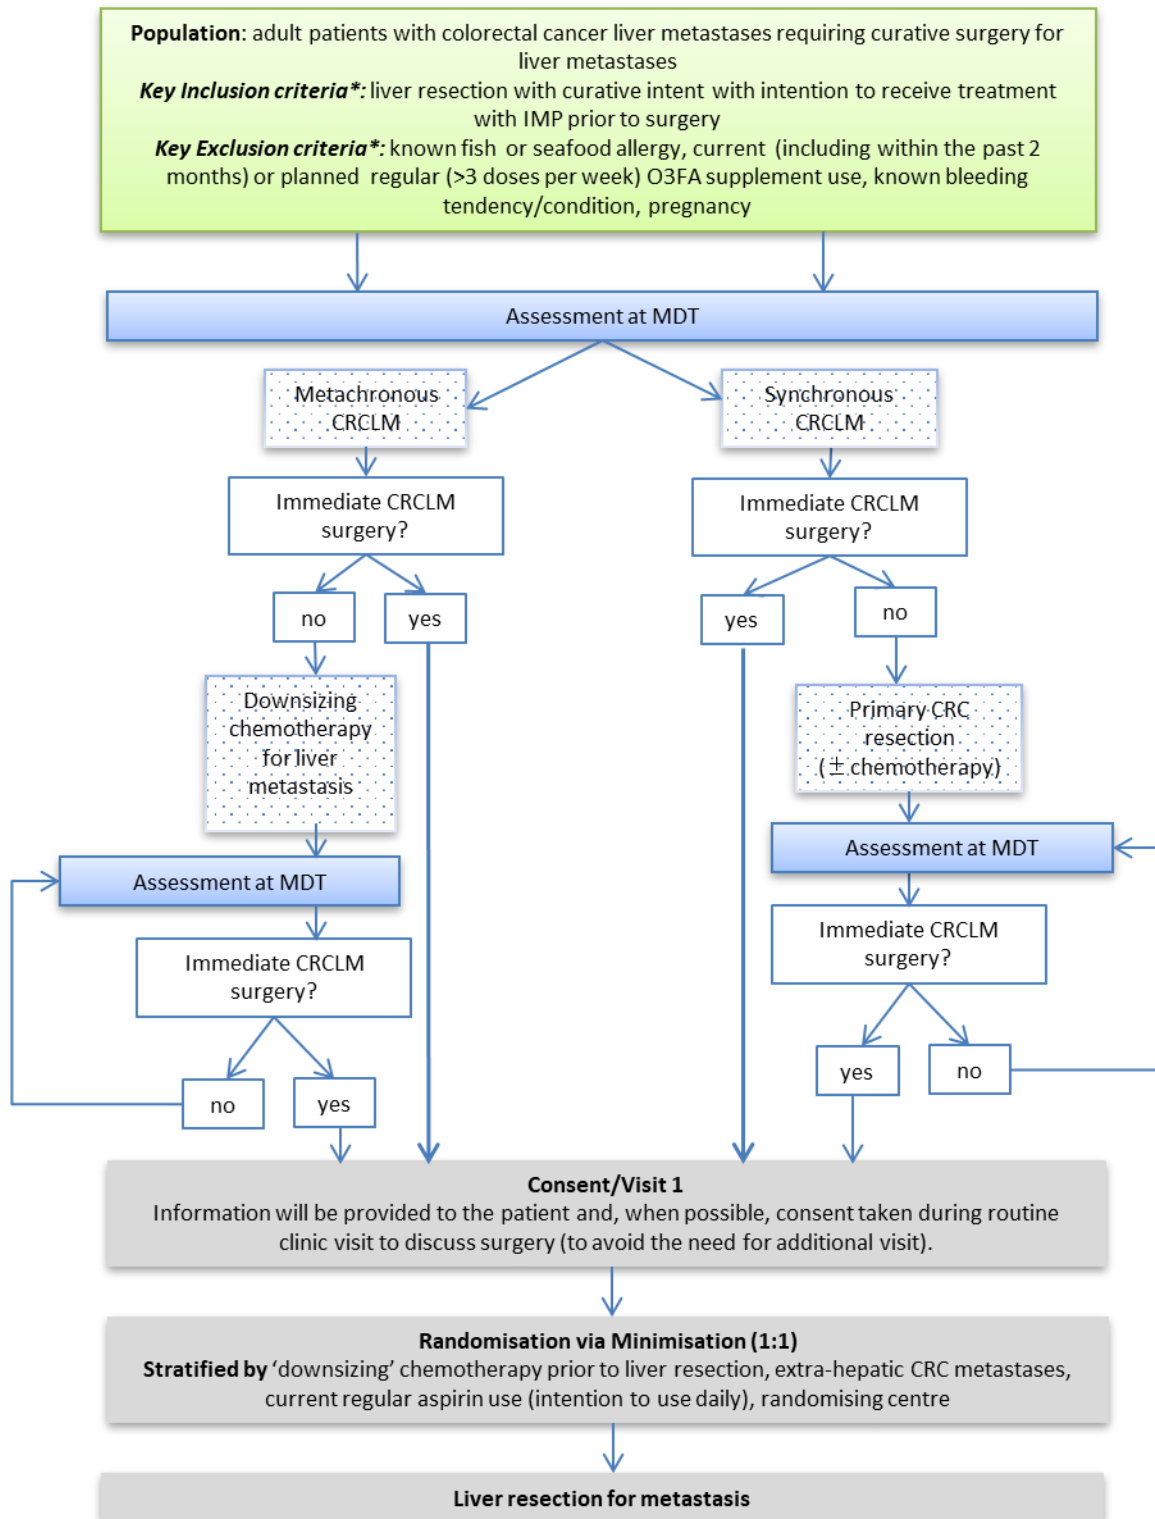 Population: adult patients with colorectal cancer liver metastases requiring curative surgery for
liver metastases
Key Inclusion criteria*: liver resection with curative intent with intention to receive treatment
with IMP prior to surgery
Key Exclusion criteria*: known fish or seafood allergy, current (including within the past 2
months) or planned regular (>3 doses per week) O3FA supplement use, known bleeding
tendency/condition, pregnancy
Assessment at MDT
Metachronous
CRCLM
Synchronous
CRCLM
Immediate CRCLM
surgery?
Immediate CRCLM
surgery?
no
yes
yes
no
Downsizing
chemotherapy
for liver
metastasis
Primary CRC
resection
(± chemotherapy)
Assessment at MDT
Assessment at MDT
Immediate CRCLM
surgery?
Immediate CRCLM
surgery?
no
yes
yes
no
Consent/Visit 1
Information will be provided to the patient and, when possible, consent taken during routine
clinic visit to discuss surgery (to avoid the need for additional visit).
Randomisation via Minimisation (1:1)
Stratified by ‘downsizing’ chemotherapy prior to liver resection, extra-hepatic CRC metastases,
current regular aspirin use (intention to use daily), randomising centre
Liver resection for metastasis